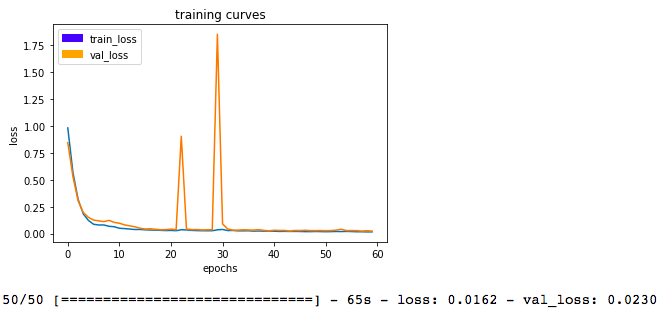 training curves
train_loss
val_loss
1.75
1.50
1.25
1.00
0.75
0.50
0.25
0.00
loss
0 10 20 30 40 50 60
epochs
50/50 [==============================] - 65s - loss: 0.0162 - val_loss: 0.0230